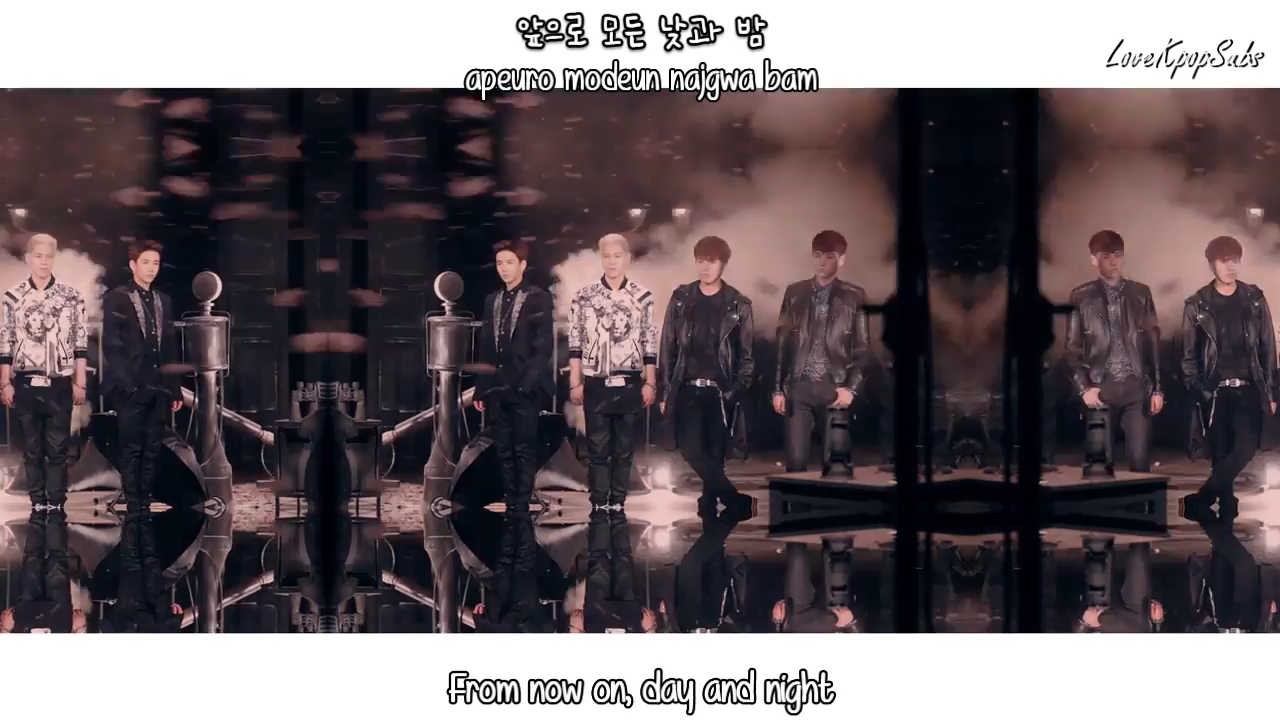 앞으로 모든 낮과 밤
apeuro modeun najgwa bam
LoveKpopSubs
From now on, day and night